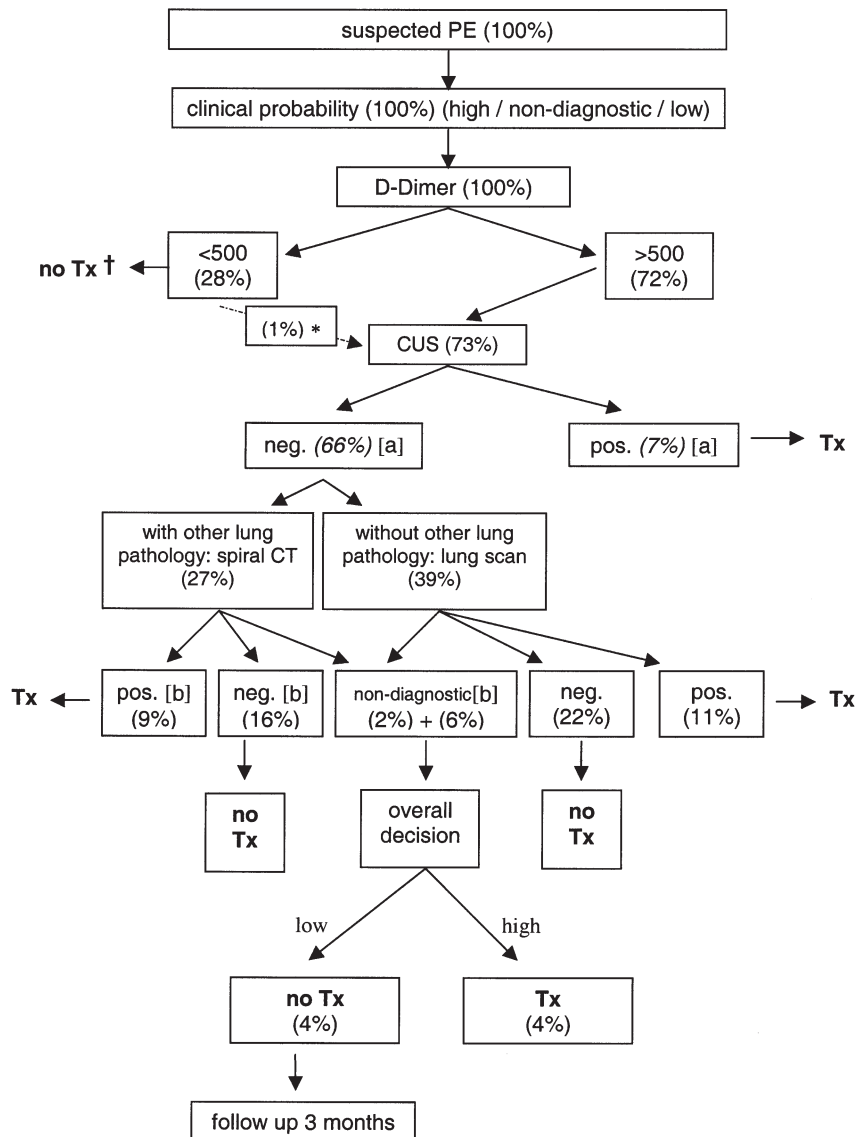 suspected PE (100%)
clinical probability (100%) (high / non-diagnostic / low)
D-Dimer (100%)
no Tx †
<500
(28%)
>500
(72%)
(1%) *
CUS (73%)
neg. (66%) [a]
pos. (7%) [a]
Tx
with other lung
pathology: spiral CT
(27%)
without other lung
pathology: lung scan
(39%)
Tx
pos. [b]
(9%)
neg. [b]
(16%)
non-diagnostic[b]
(2%) + (6%)
neg.
(22%)
pos.
(11%)
Tx
no
Tx
overall
decision
no
Tx
low
high
no Tx
(4%)
Tx
(4%)
follow up 3 months